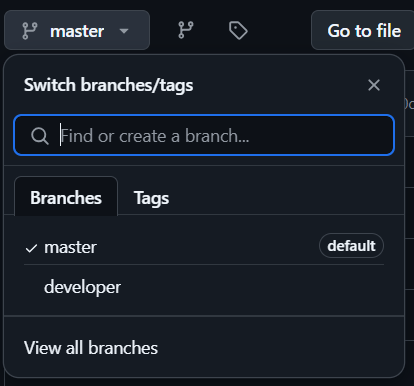 master
Go to file
Switch branches/tags
Find or create a branch...
Branches Tags
master default
developer
View all branches